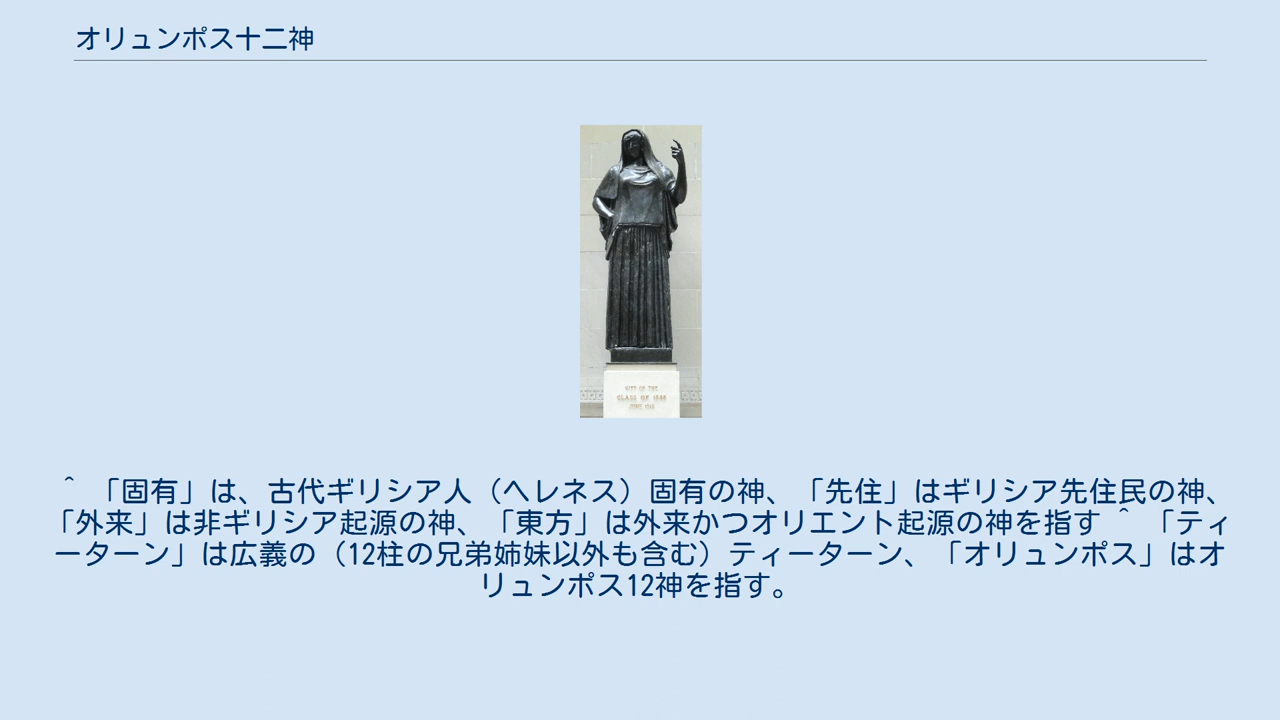 オリュンポス十二神
GIFT OF THE
CLASS OF 1886
^ 「固有」は、古代ギリシア人（ヘレネス）固有の神、「先住」はギリシア先住民の神、
「外来」は非ギリシア起源の神、「東方」は外来かつオリエント起源の神を指す ^ 「ティ
ーターン」は広義の（12柱の兄弟姉妹以外も含む）ティーターン、「オリュンポス」はオ
リュンポス12神を指す。